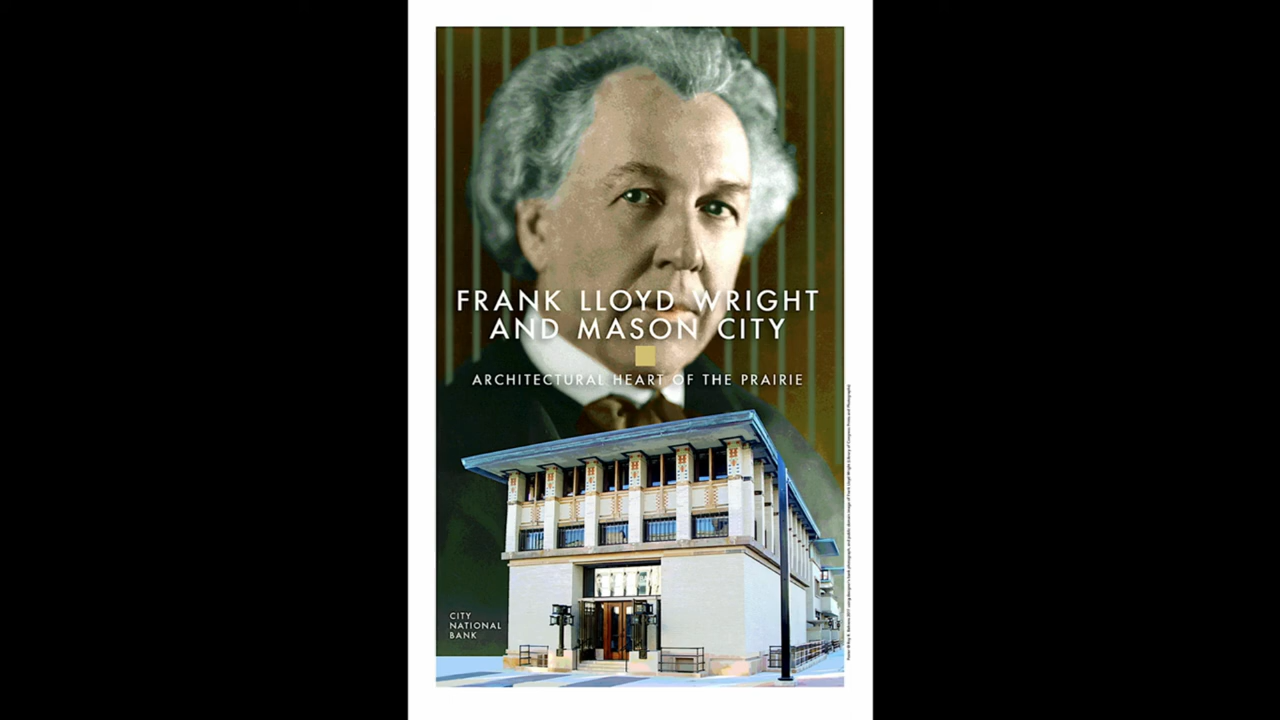 FRANK LLOYD WRIGHT
AND MASON CITY
ARCHITECTURAL HEART OF THE PRAIRIE
CITY
NATIONAL
BANK